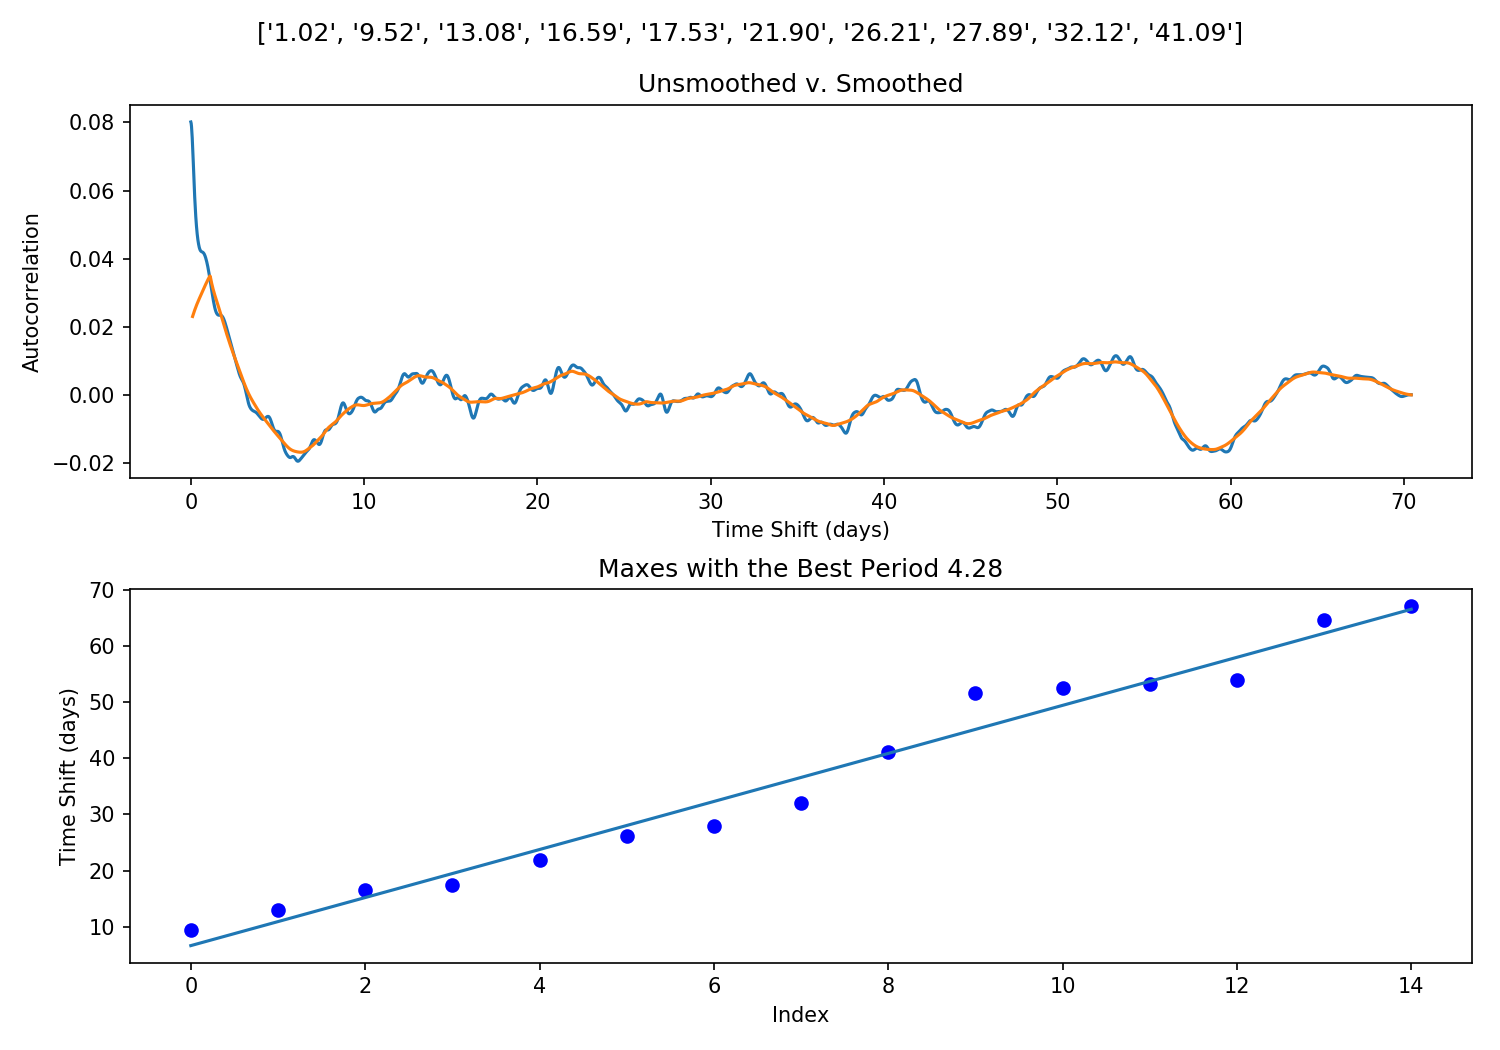 ['1.02', '9.52', '13.08', '16.59', '17.53', '21.90', '26.21', '27.89', '32.12', '41.09']
Unsmoothed v. Smoothed
0.08
0.06
0.04
0.02
0.00
−0.02
Autocorrelation
0 10 20 30 40 50 60 70
Time Shift (days)
Maxes with the Best Period 4.28
70
60
50
40
30
20
10
Time Shift (days)
0 2 4 6 8 10 12 14
Index